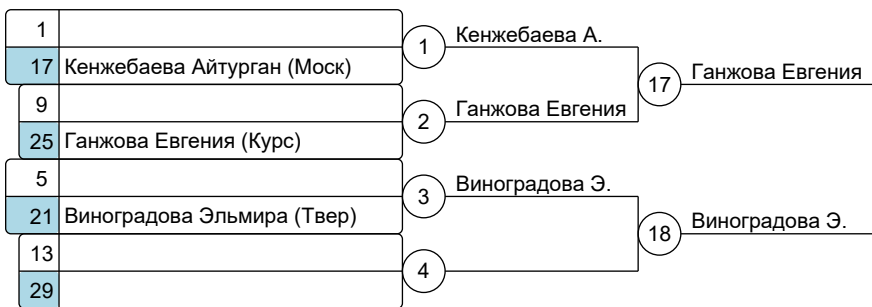 1
17 Кенжебаева Айтурган (Моск)
9
25 Ганжова Евгения (Курс)
5
21 Виноградова Эльмира (Твер)
13
29
1 Кенжебаева А.
2 Ганжова Евгения
3 Виноградова Э.
4
17 Ганжова Евгения
18 Виноградова Э.